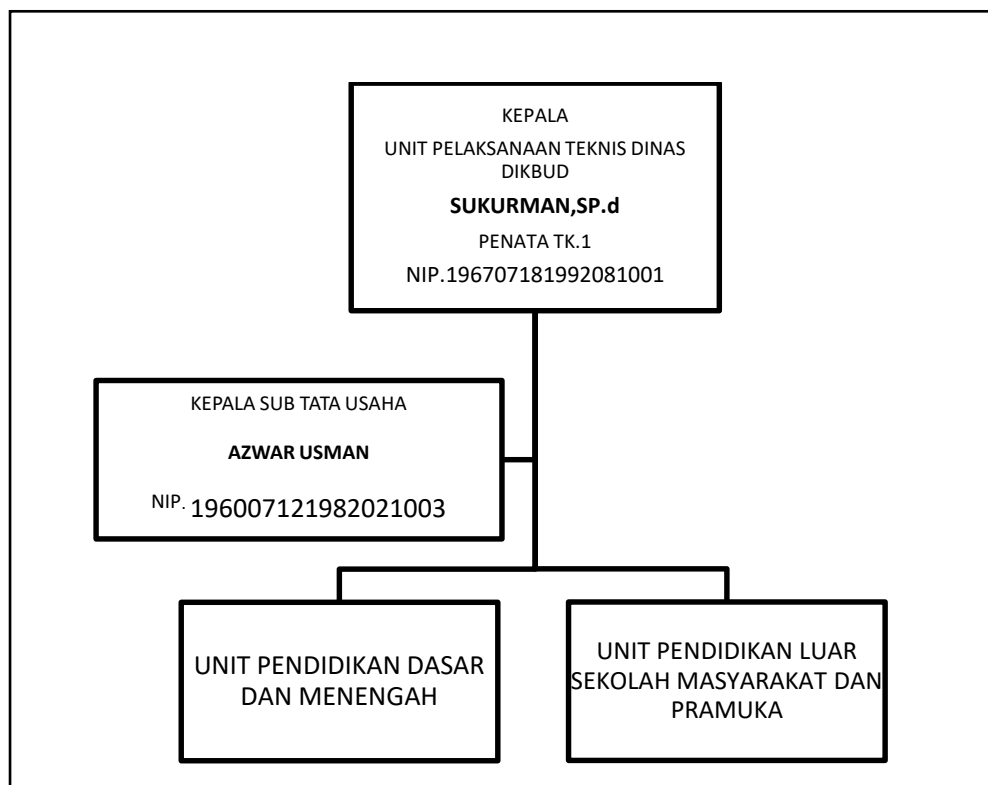 KEPALA
UNIT PELAKSANAAN TEKNIS DINAS
DIKBUD
SUKURMAN,SP.d
PENATA TK.1
NIP.196707181992081001
KEPALA SUB TATA USAHA
AZWAR USMAN
NIP. 196007121982021003
UNIT PENDIDIKAN DASAR
DAN MENENGAH
UNIT PENDIDIKAN LUAR
SEKOLAH MASYARAKAT DAN
PRAMUKA